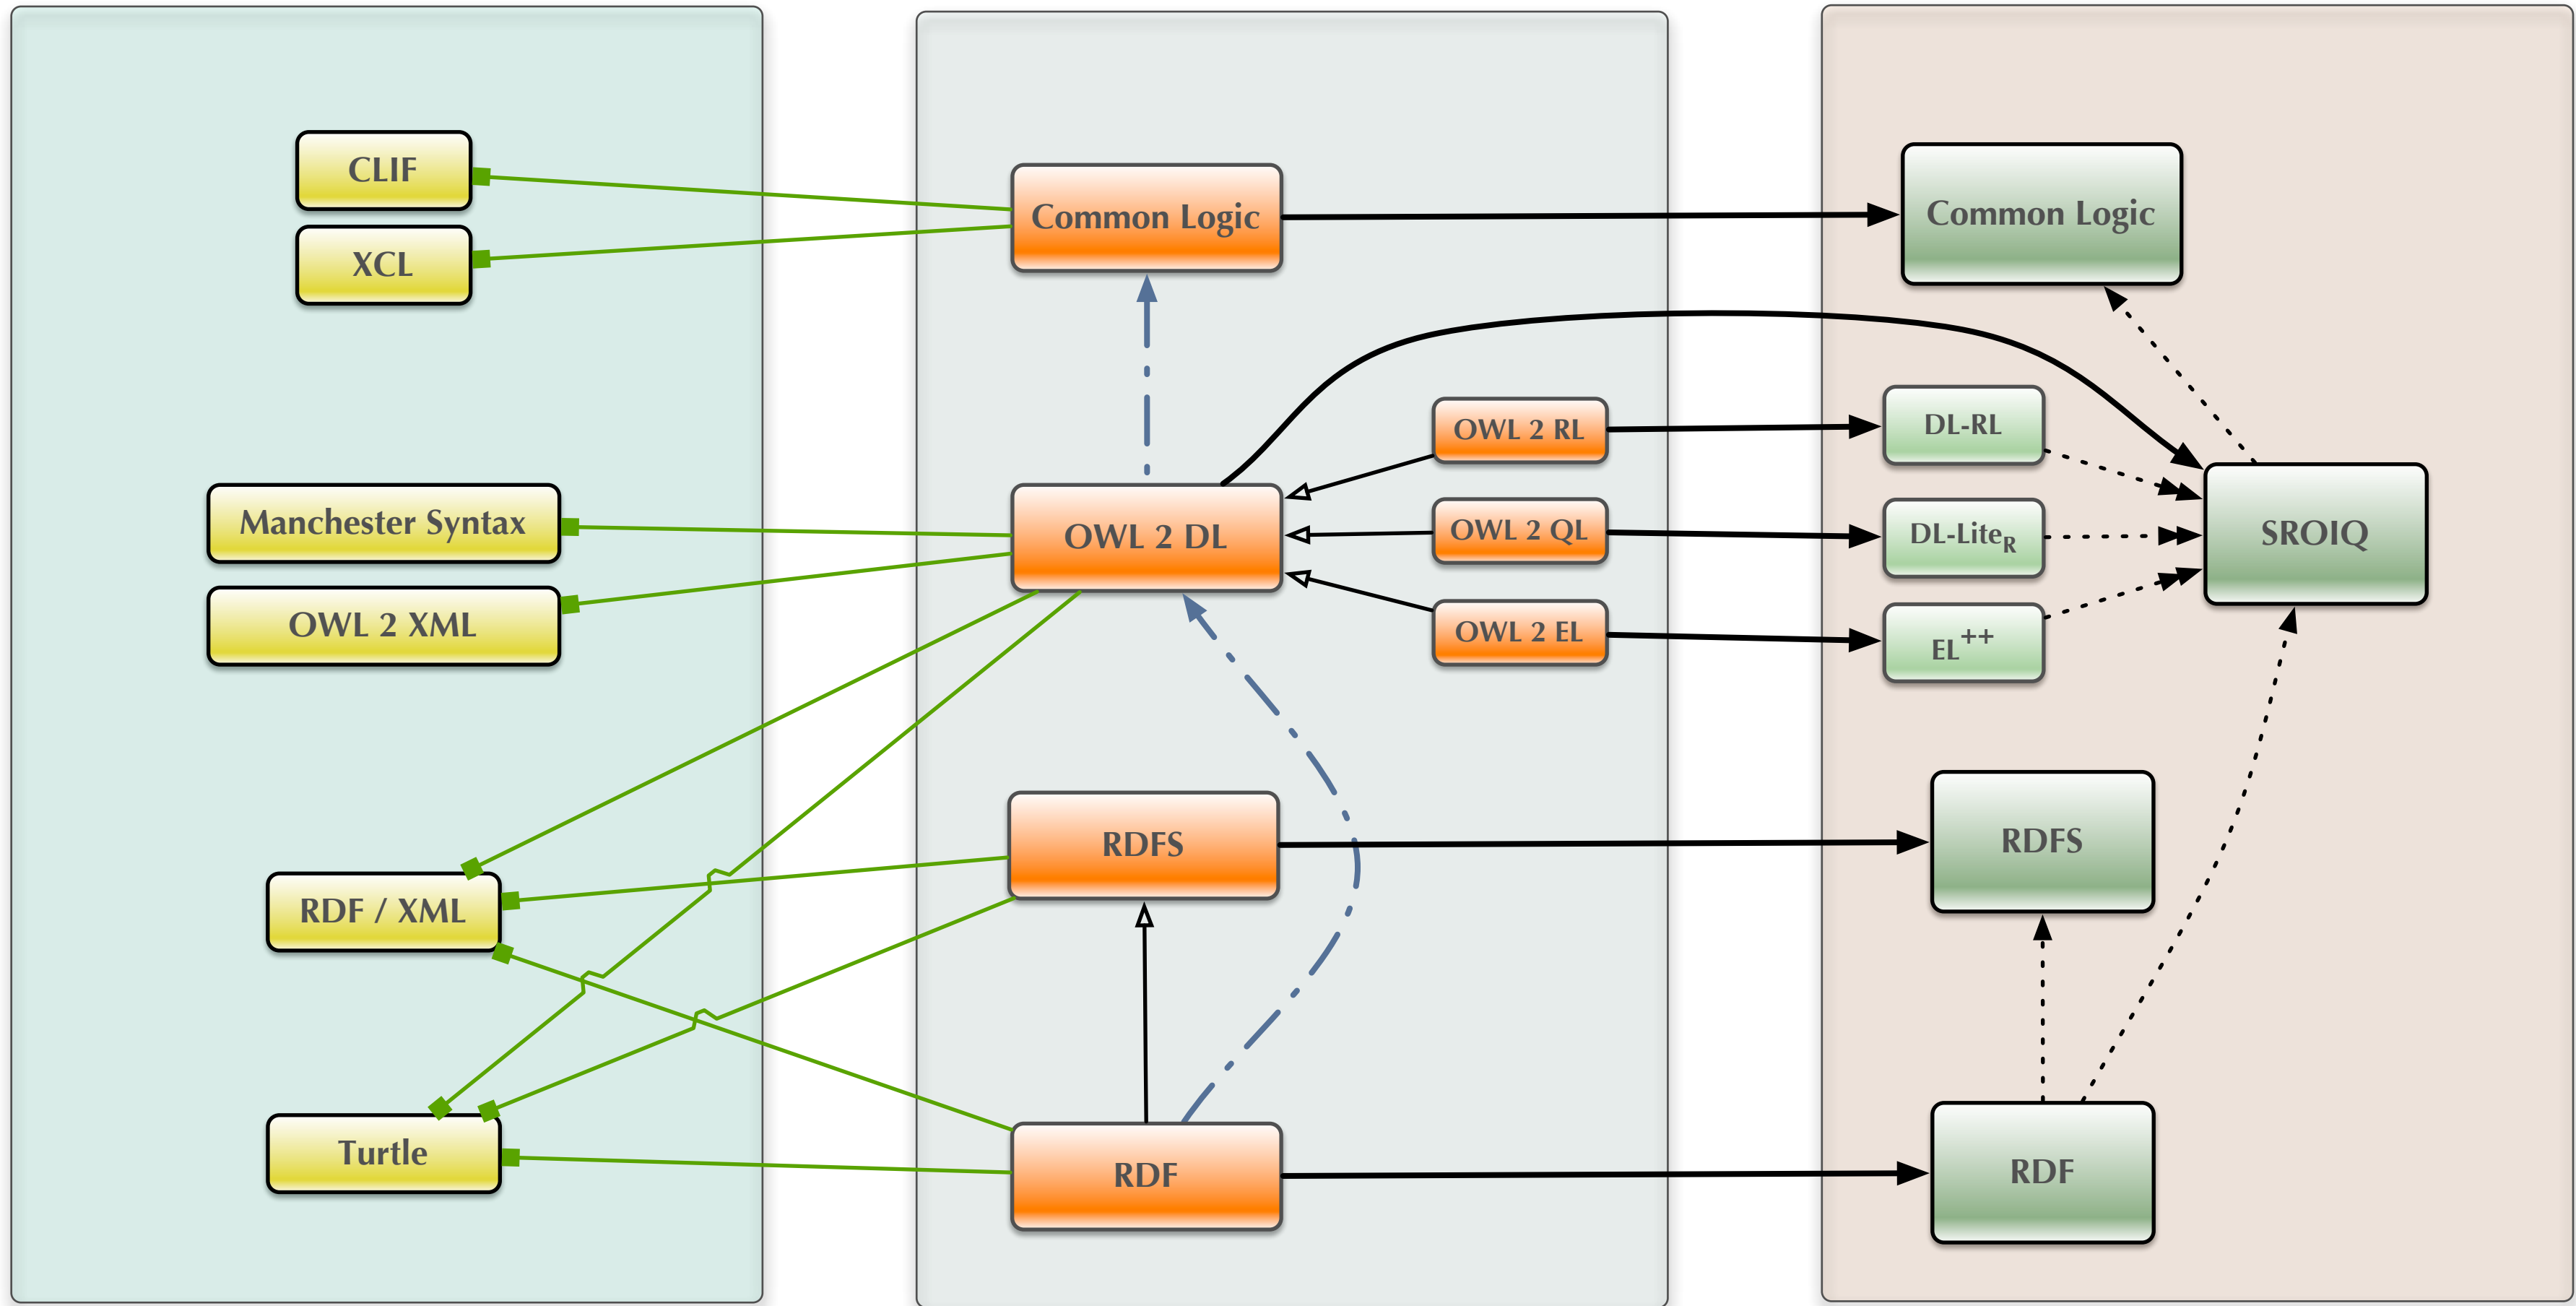 CLIF
XCL
Manchester Syntax
OWL 2 XML
RDF / XML
Turtle
Common Logic
OWL 2 DL
OWL 2 RL
OWL 2 QL
OWL 2 EL
RDFS
RDF
Common Logic
DL-RL
DL-LiteR
EL++
SROIQ
RDFS
RDF